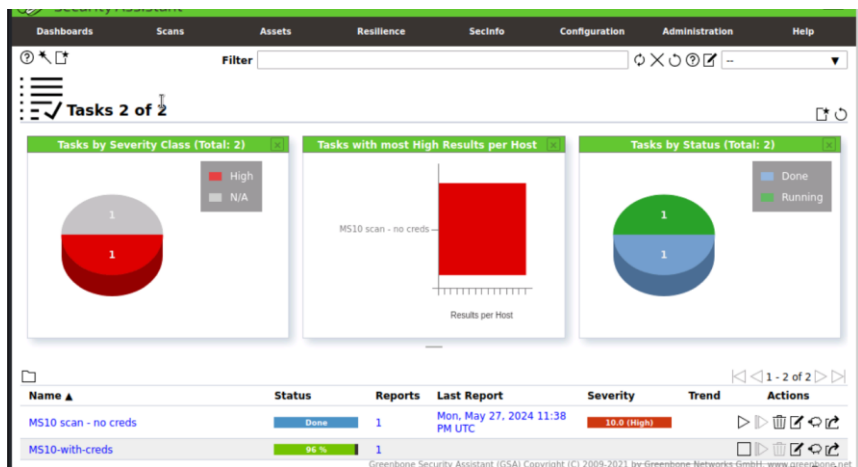 Security Assistant
Dashboards Scans Assets Resilience SecInfo Configuration Administration Help
Filter --
Tasks 2 of 2
Tasks by Severity Class (Total: 2)
High
N/A
1
1
Tasks with most High Results per Host
MS10 scan - no creds
Results per Host
Tasks by Status (Total: 2)
Done
Running
1
1
1 - 2 of 2
Name ▲ Status Reports Last Report Severity Trend Actions
MS10 scan - no creds Done 1 Mon, May 27, 2024 11:38 PM UTC 10.0 (High)
MS10-with-creds 96 % 1
Greenbone Security Assistant (GSA) Copyright (C) 2009-2021 by Greenbone Networks GmbH, www.greenbone.net